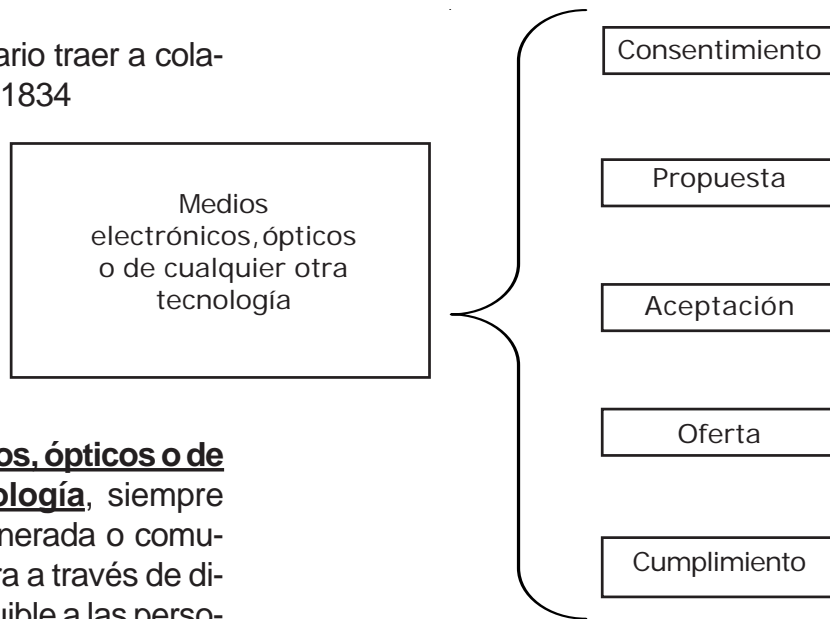 ario traer a cola-
1834
Medios
electrónicos, ópticos
o de cualquier otra
tecnología
os, ópticos o de
ología, siempre
nerada o comu-
ra a través de di-
uible a las perso-
Consentimiento
Propuesta
Aceptación
Oferta
Cumplimiento